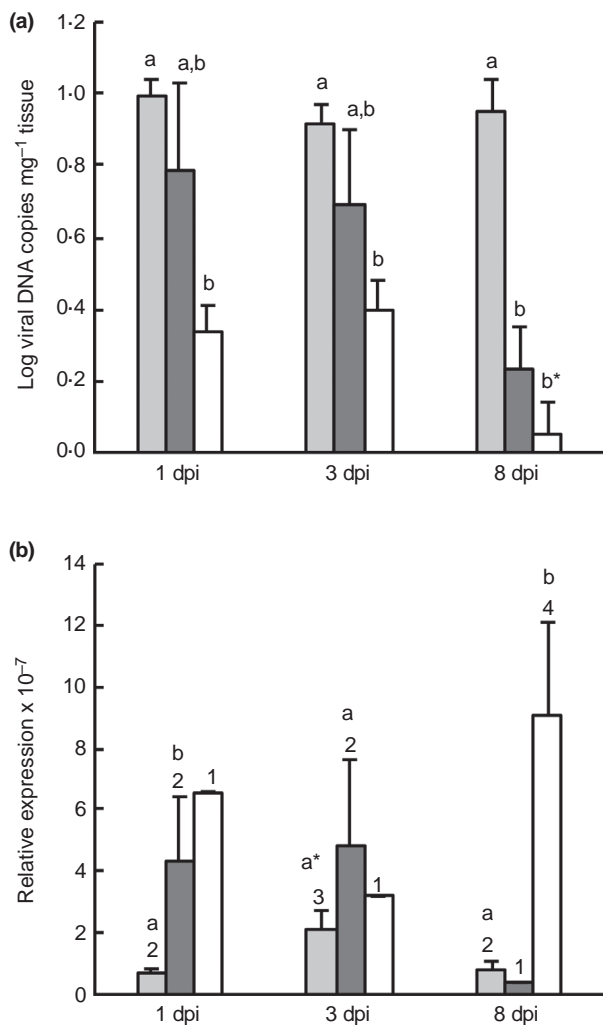 (a)
Log viral DNA copies mg⁻¹ tissue
1·2
1·0
0·8
0·6
0·4
0·2
0·0
a a,b b
a a,b b
a b b*
1 dpi 3 dpi 8 dpi
(b)
Relative expression x 10⁻⁷
14
12
10
8
6
4
2
0
a 2 b 2 1
a* 3 a 2 1
a 2 1 b 4
1 dpi 3 dpi 8 dpi